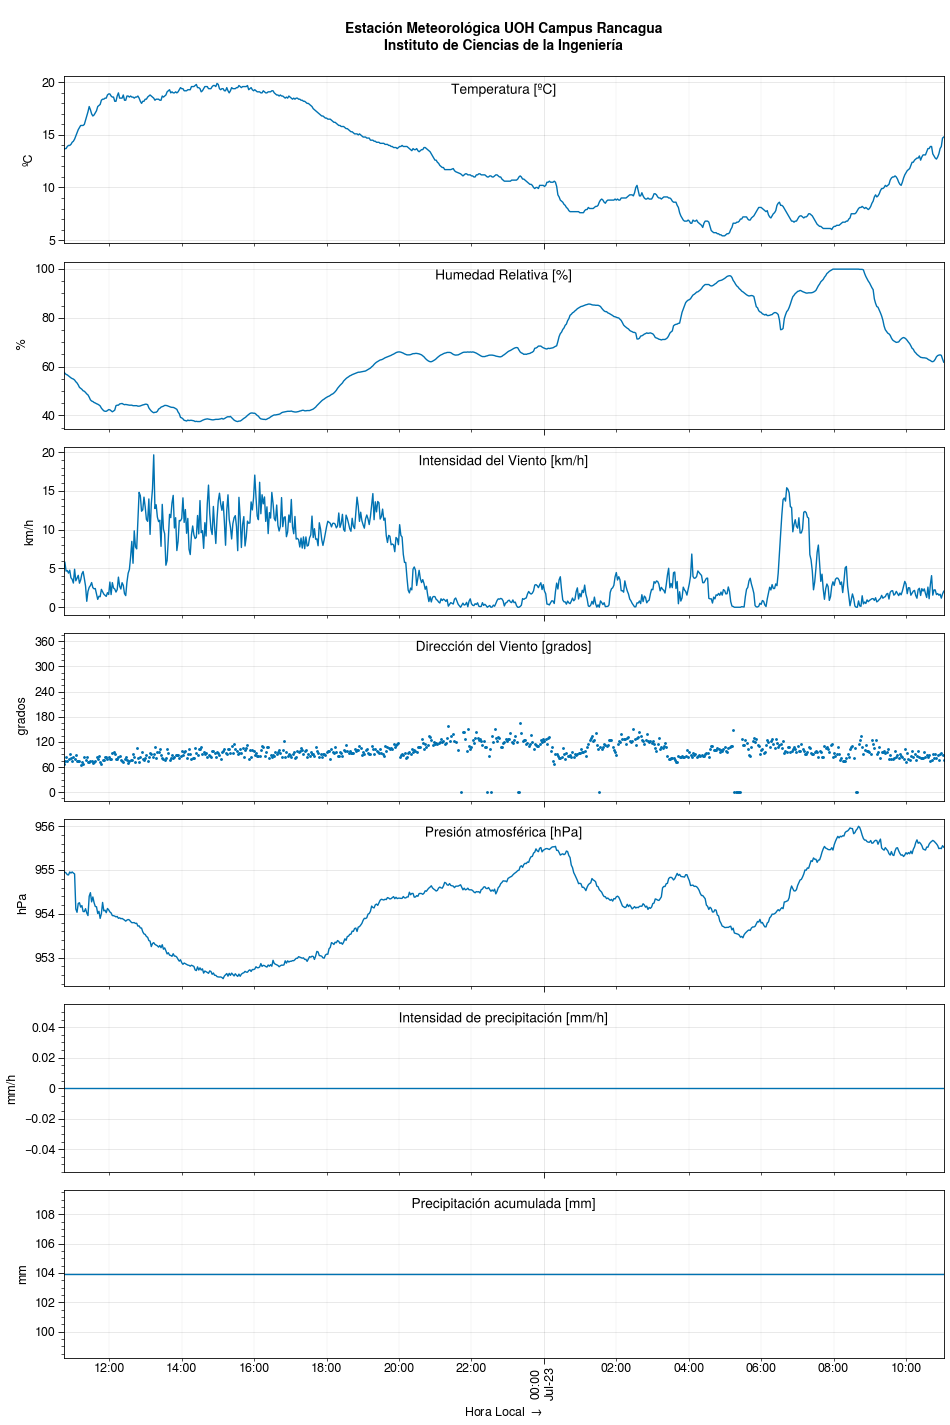 Estación Meteorológica UOH Campus Rancagua
Instituto de Ciencias de la Ingeniería
Temperatura [ºC]
20
15
10
5
ºC
Humedad Relativa [%]
100
80
60
40
%
Intensidad del Viento [km/h]
20
15
10
5
0
km/h
Dirección del Viento [grados]
360
300
240
180
120
60
0
grados
Presión atmosférica [hPa]
956
955
954
953
hPa
Intensidad de precipitación [mm/h]
0.04
0.02
0
−0.02
−0.04
mm/h
Precipitación acumulada [mm]
108
106
104
102
100
mm
12:00 14:00 16:00 18:00 20:00 22:00 00:00 02:00 04:00 06:00 08:00 10:00
Jul-23
Hora Local →